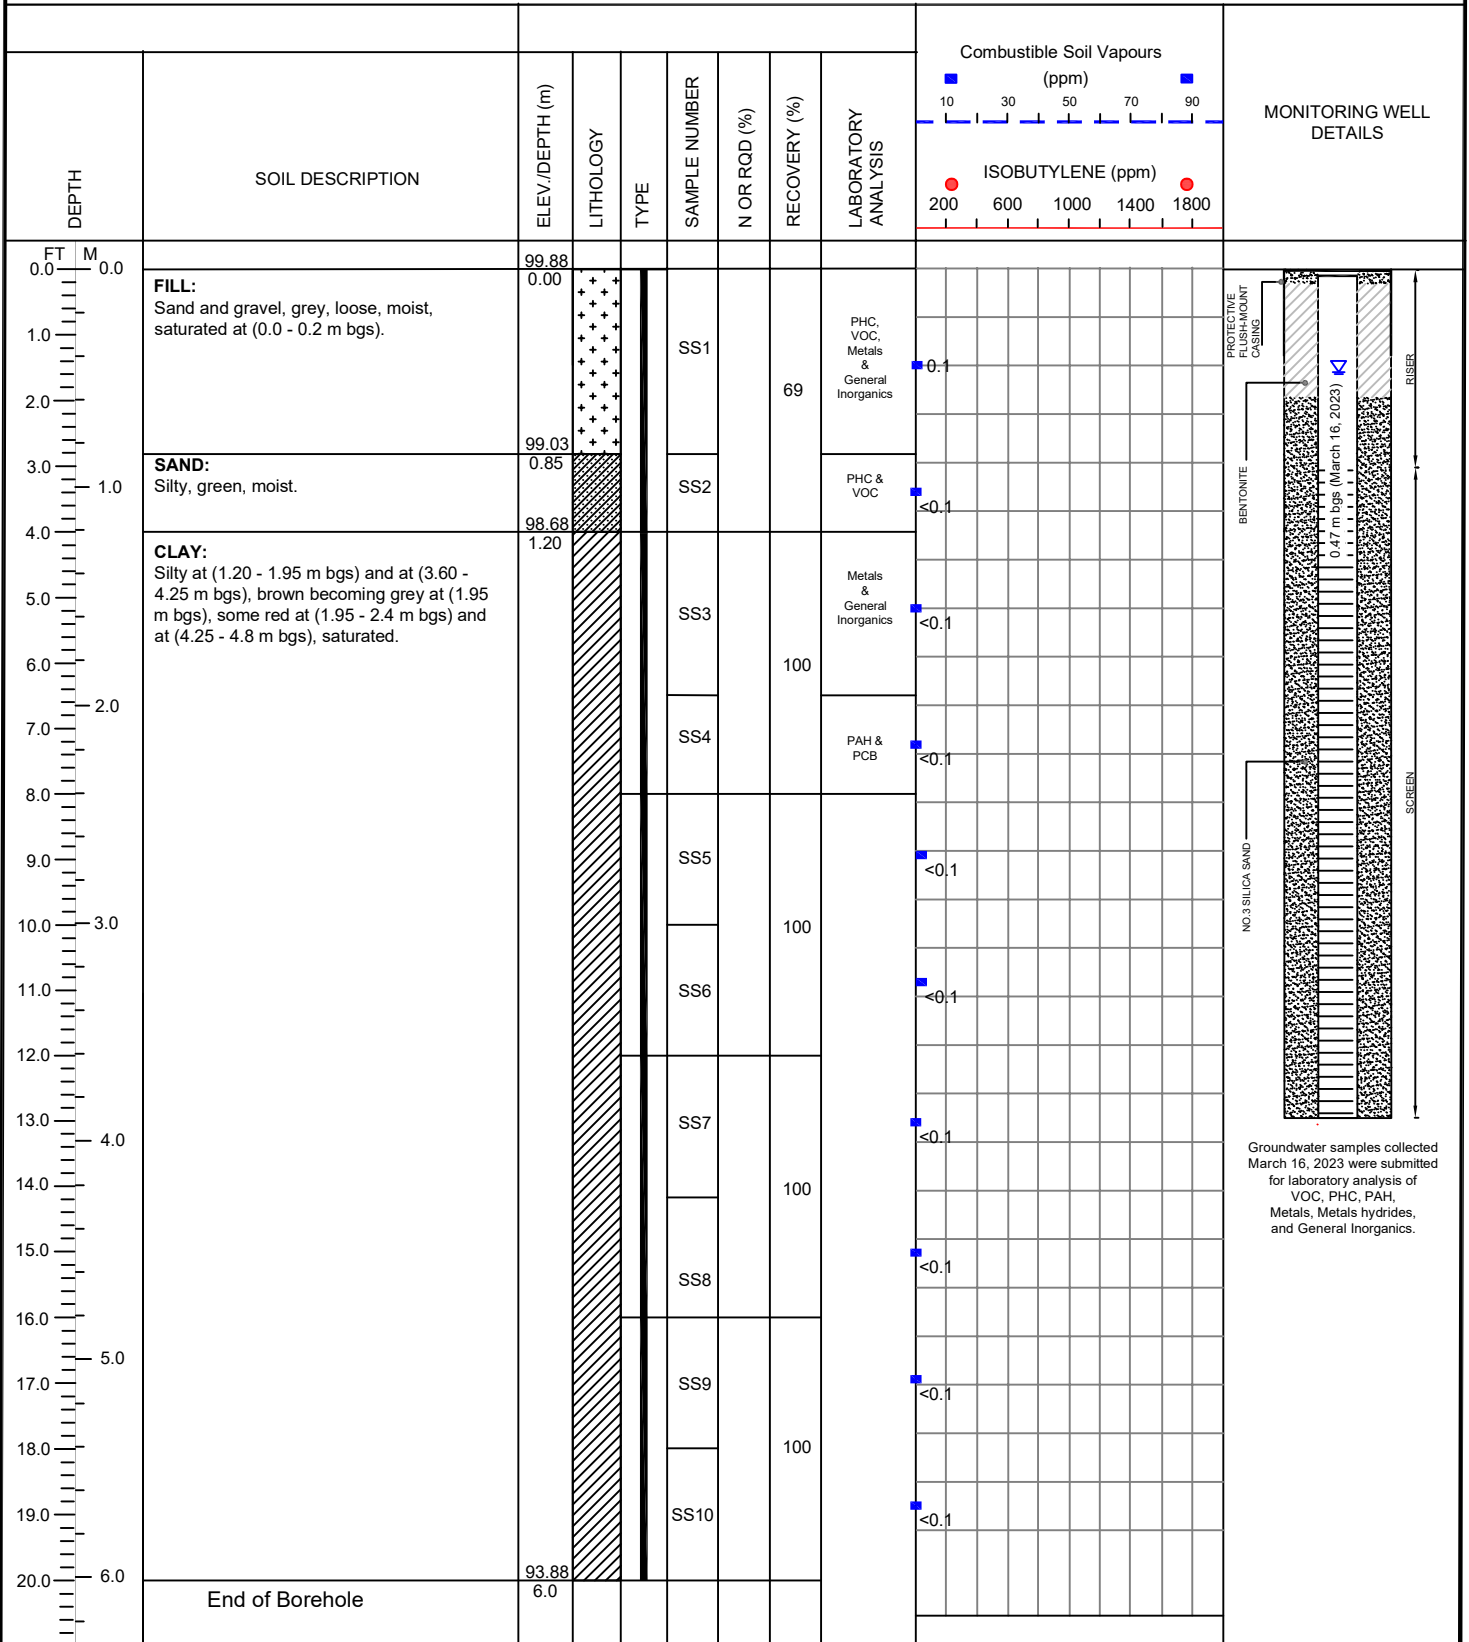 Combustible Soil Vapours
(ppm)
10 30 50 70 90
ISOBUTYLENE (ppm)
200 600 1000 1400 1800
MONITORING WELL
DETAILS
DEPTH
SOIL DESCRIPTION
ELEV./DEPTH (m)
LITHOLOGY
TYPE
SAMPLE NUMBER
N OR RQD (%)
RECOVERY (%)
LABORATORY
ANALYSIS
FT M
0.0 0.0
1.0
2.0
3.0
1.0
4.0
5.0
6.0
2.0
7.0
8.0
9.0
10.0 3.0
11.0
12.0
13.0
4.0
14.0
15.0
16.0
5.0
17.0
18.0
19.0
20.0 6.0
FILL:
Sand and gravel, grey, loose, moist,
saturated at (0.0 - 0.2 m bgs).
SAND:
Silty, green, moist.
CLAY:
Silty at (1.20 - 1.95 m bgs) and at (3.60 -
4.25 m bgs), brown becoming grey at (1.95
m bgs), some red at (1.95 - 2.4 m bgs) and
at (4.25 - 4.8 m bgs), saturated.
End of Borehole
99.88
0.00
99.03
0.85
98.68
1.20
93.88
6.0
SS1
SS2
SS3
SS4
SS5
SS6
SS7
SS8
SS9
SS10
69
100
100
100
100
PHC,
VOC,
Metals
&
General
Inorganics
PHC &
VOC
Metals
&
General
Inorganics
PAH &
PCB
0.1
<0.1
<0.1
<0.1
<0.1
<0.1
<0.1
<0.1
<0.1
<0.1
PROTECTIVE
FLUSH-MOUNT
CASING
BENTONITE
NO.3 SILICA SAND
0.47 m bgs (March 16, 2023)
RISER
SCREEN
Groundwater samples collected
March 16, 2023 were submitted
for laboratory analysis of
VOC, PHC, PAH,
Metals, Metals hydrides,
and General Inorganics.